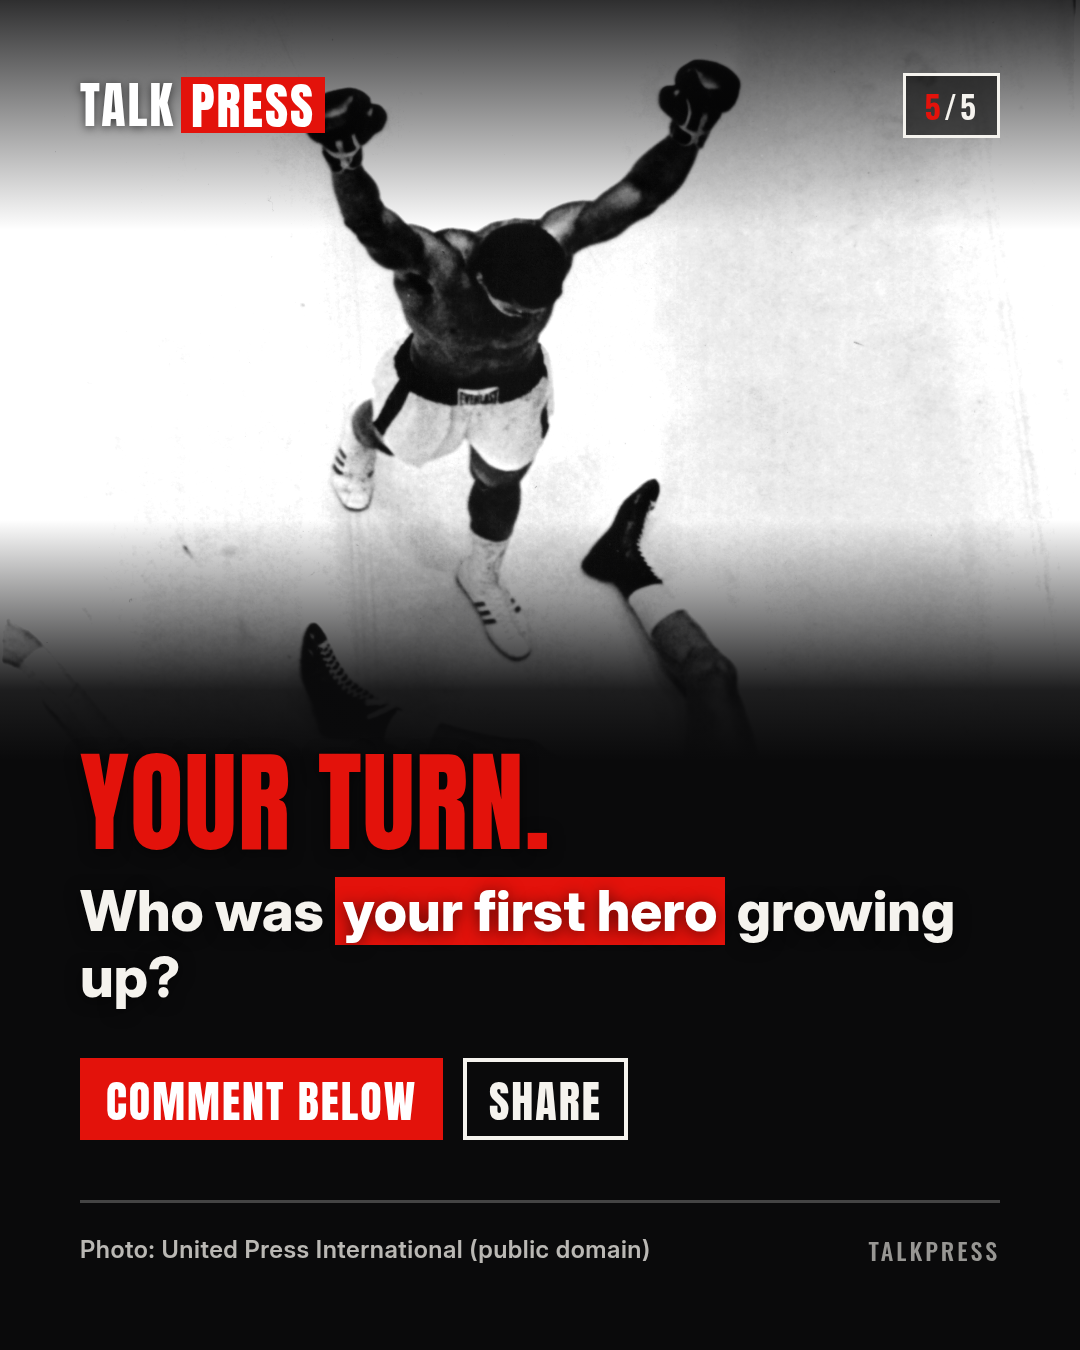 TALK PRESS
5/5
EVERLAST
YOUR TURN.
Who was your first hero growing
up?
COMMENT BELOW
SHARE
Photo: United Press International (public domain)
TALKPRESS